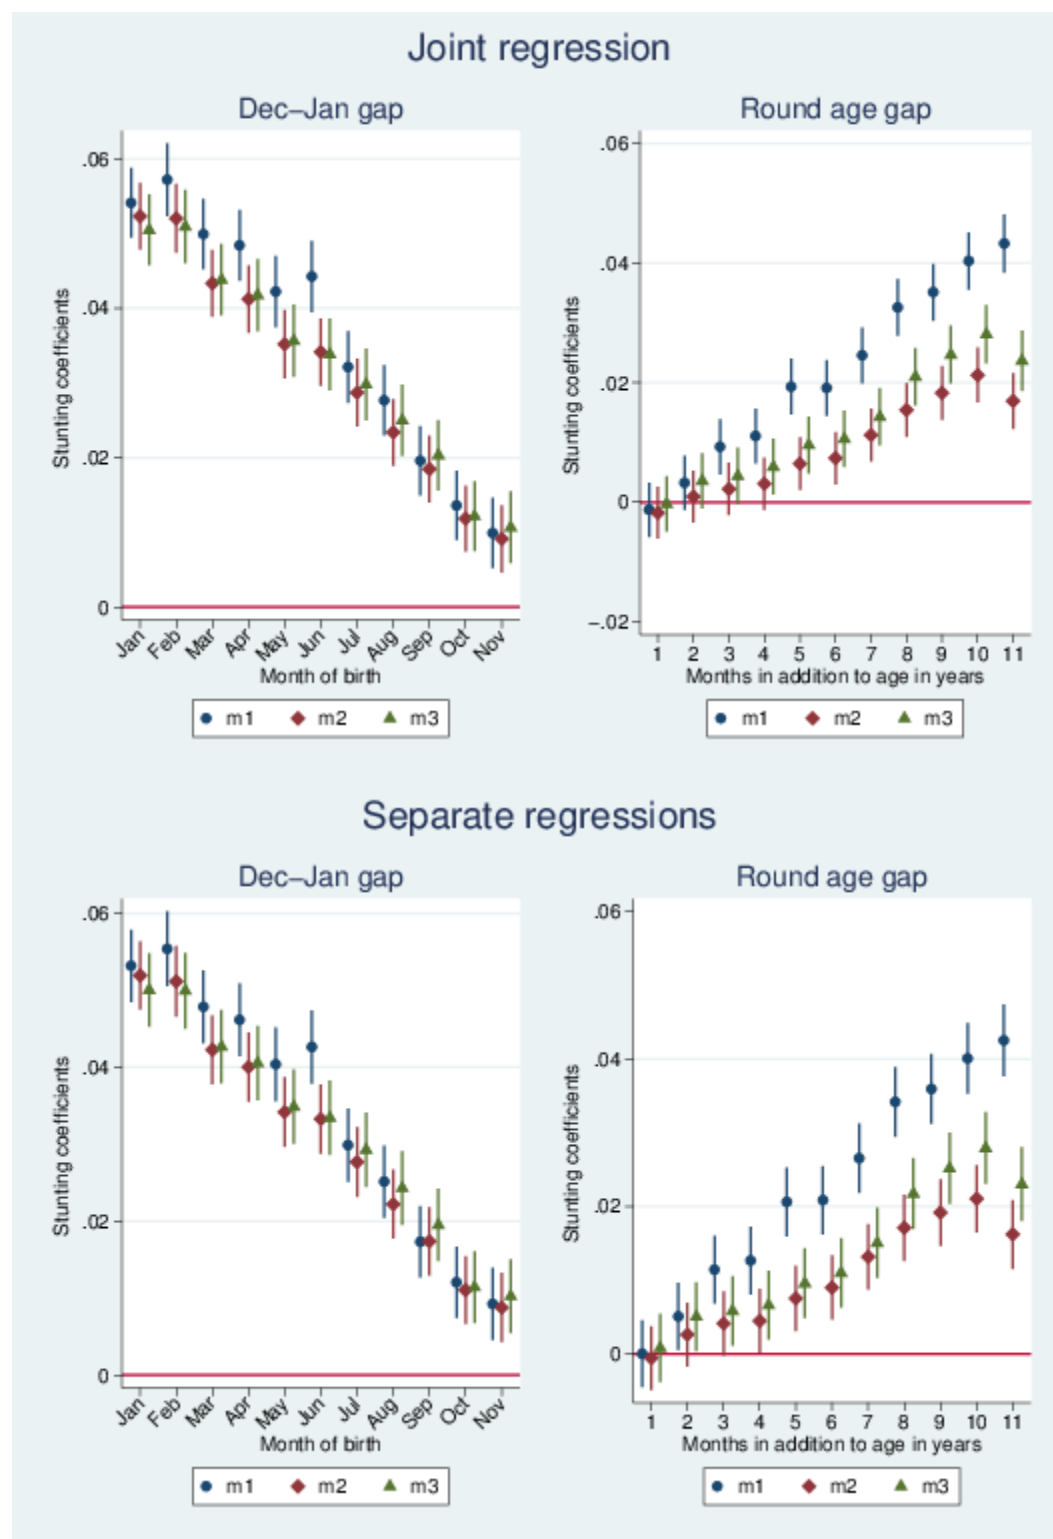 Joint regression
Dec–Jan gap
Stunting coefficients
.06
.04
.02
0
Jan Feb Mar Apr May Jun Jul Aug Sep Oct Nov
Month of birth
m1 m2 m3
Round age gap
Stunting coefficients
.06
.04
.02
0
–.02
1 2 3 4 5 6 7 8 9 10 11
Months in addition to age in years
m1 m2 m3
Separate regressions
Dec–Jan gap
Stunting coefficients
.06
.04
.02
0
Jan Feb Mar Apr May Jun Jul Aug Sep Oct Nov
Month of birth
m1 m2 m3
Round age gap
Stunting coefficients
.06
.04
.02
0
1 2 3 4 5 6 7 8 9 10 11
Months in addition to age in years
m1 m2 m3